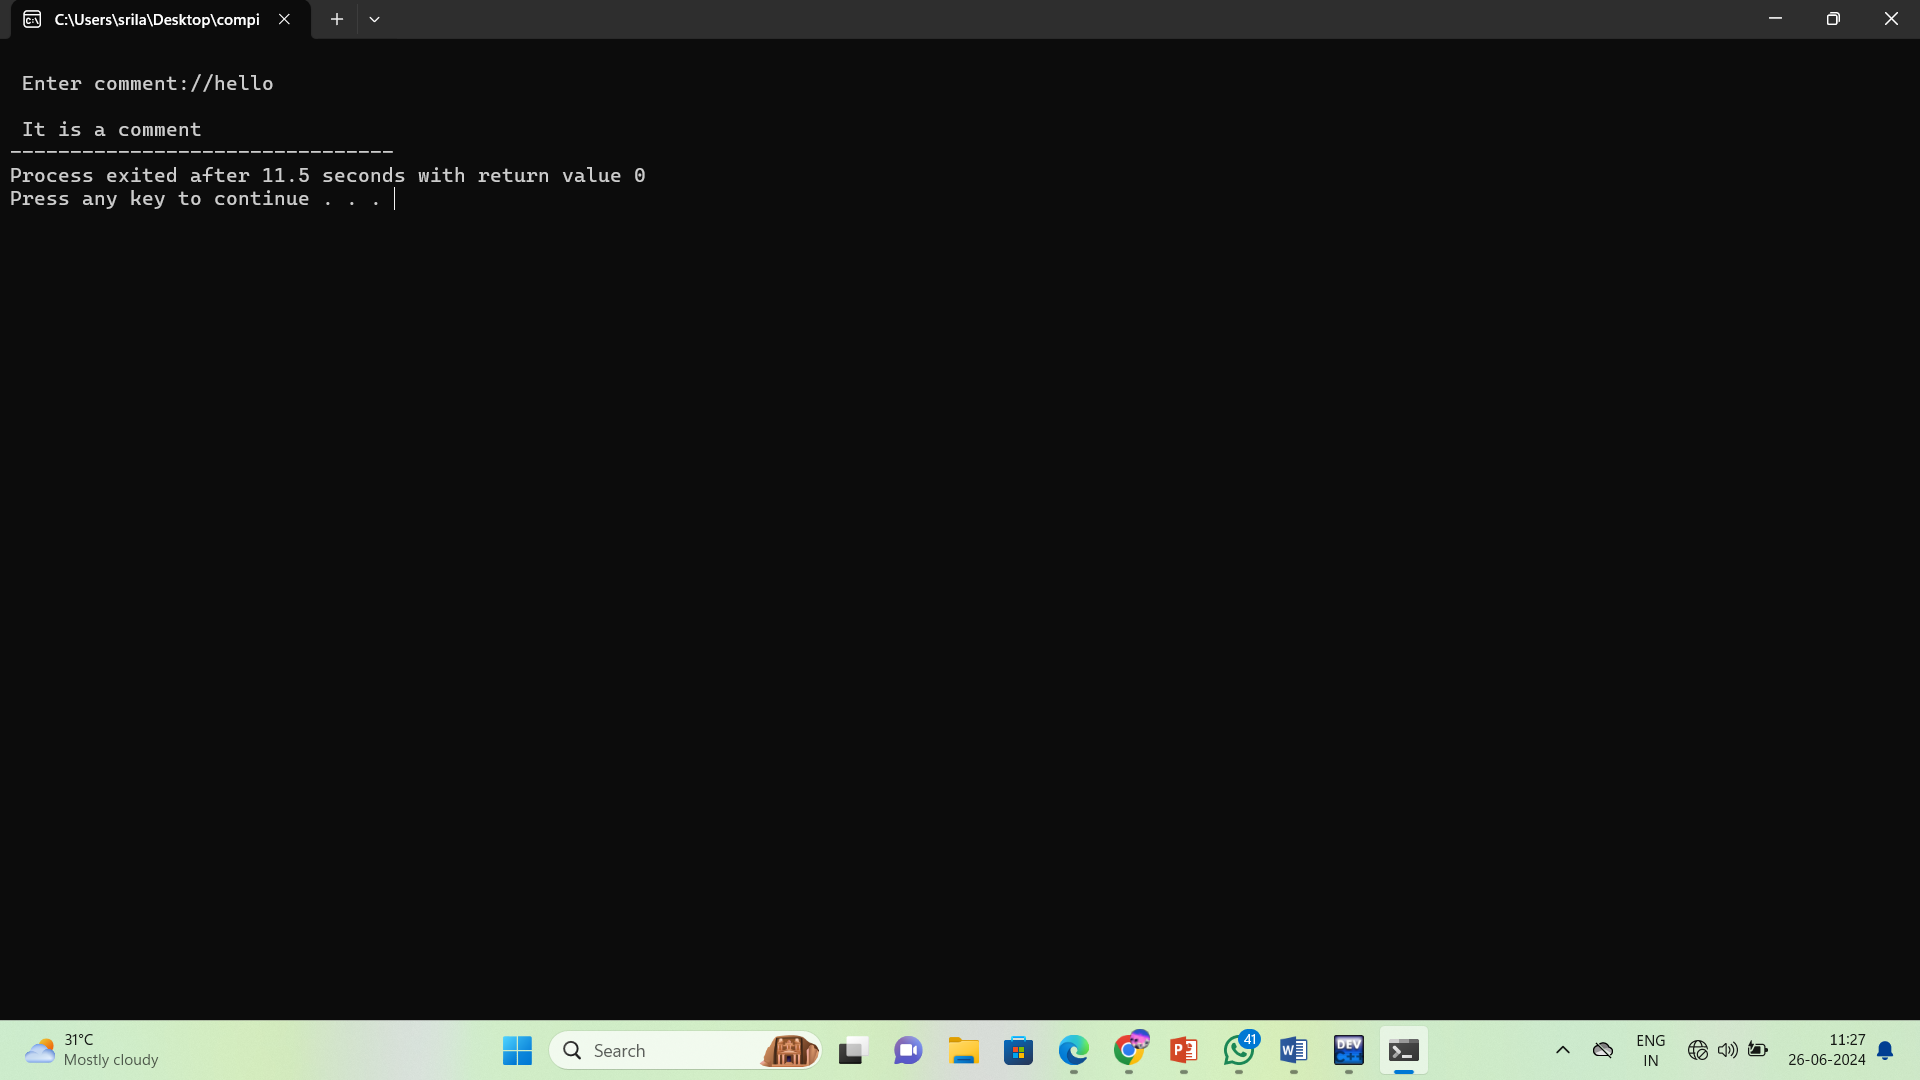 C:\Users\srila\Desktop\compi
Enter comment://hello
It is a comment
--------------------------------
Process exited after 11.5 seconds with return value 0
Press any key to continue . . .
31°C
Mostly cloudy
Search
41
DEV
C++
ENG
IN
11:27
26-06-2024